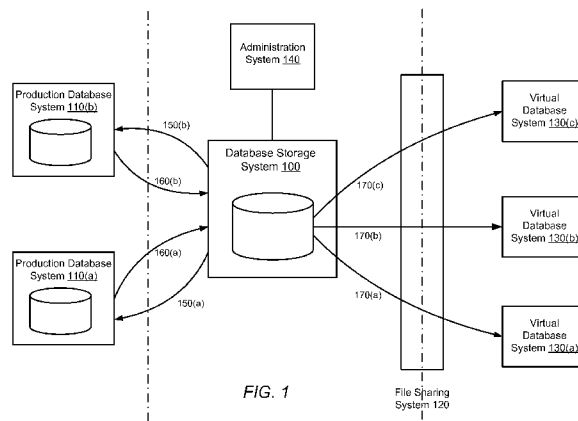 Administration
System 140
Production Database
System 110(b)
150(b)
160(b)
Database Storage
System 100
170(c)
Virtual
Database
System 130(c)
170(b)
Virtual
Database
System 130(b)
Production Database
System 110(a)
160(a)
150(a)
170(a)
Virtual
Database
System 130(a)
FIG. 1
File Sharing
System 120